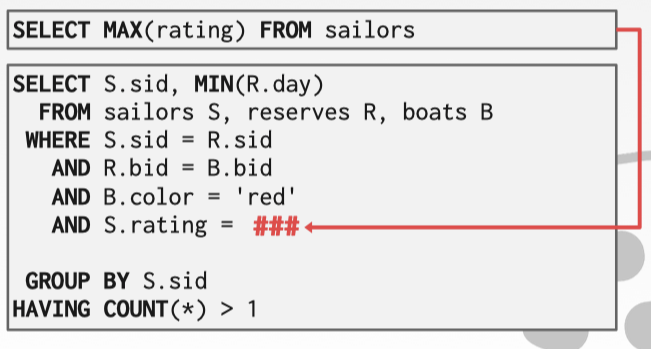 SELECT MAX(rating) FROM sailors
SELECT S.sid, MIN(R.day)
FROM sailors S, reserves R, boats B
WHERE S.sid = R.sid
AND R.bid = B.bid
AND B.color = 'red'
AND S.rating = ###
GROUP BY S.sid
HAVING COUNT(*) > 1